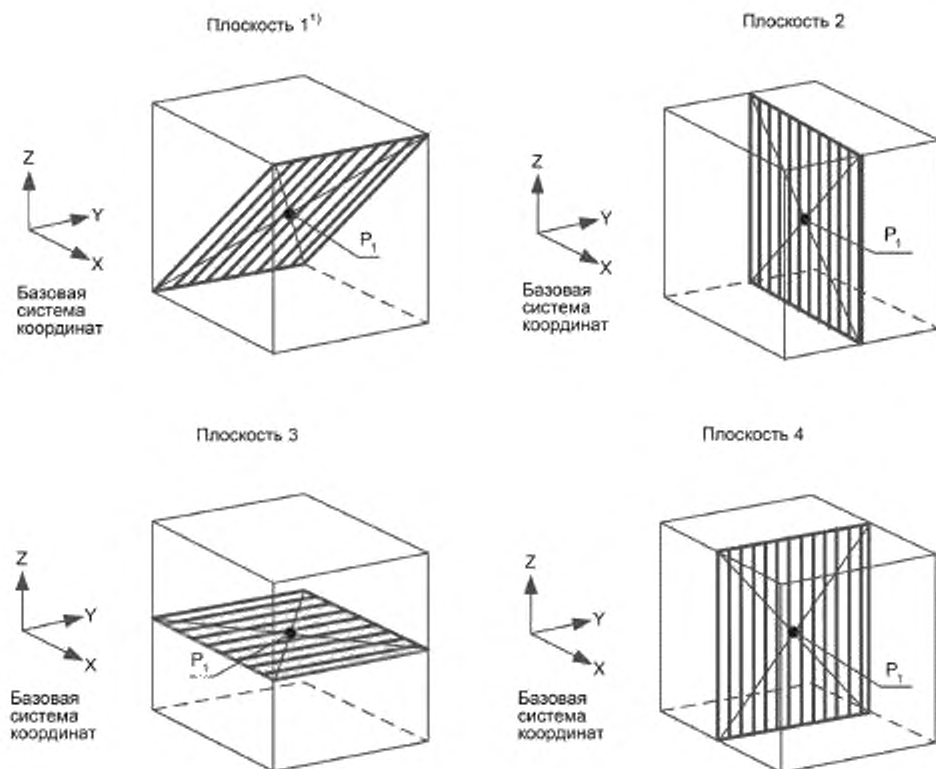 Плоскость 1¹⁾
Плоскость 2
Z
Y
X
P₁
Базовая
система
координат
Z
Y
X
P₁
Базовая
система
координат
Плоскость 3
Плоскость 4
Z
Y
X
P₁
Базовая
система
координат
Z
Y
X
P₁
Базовая
система
координат